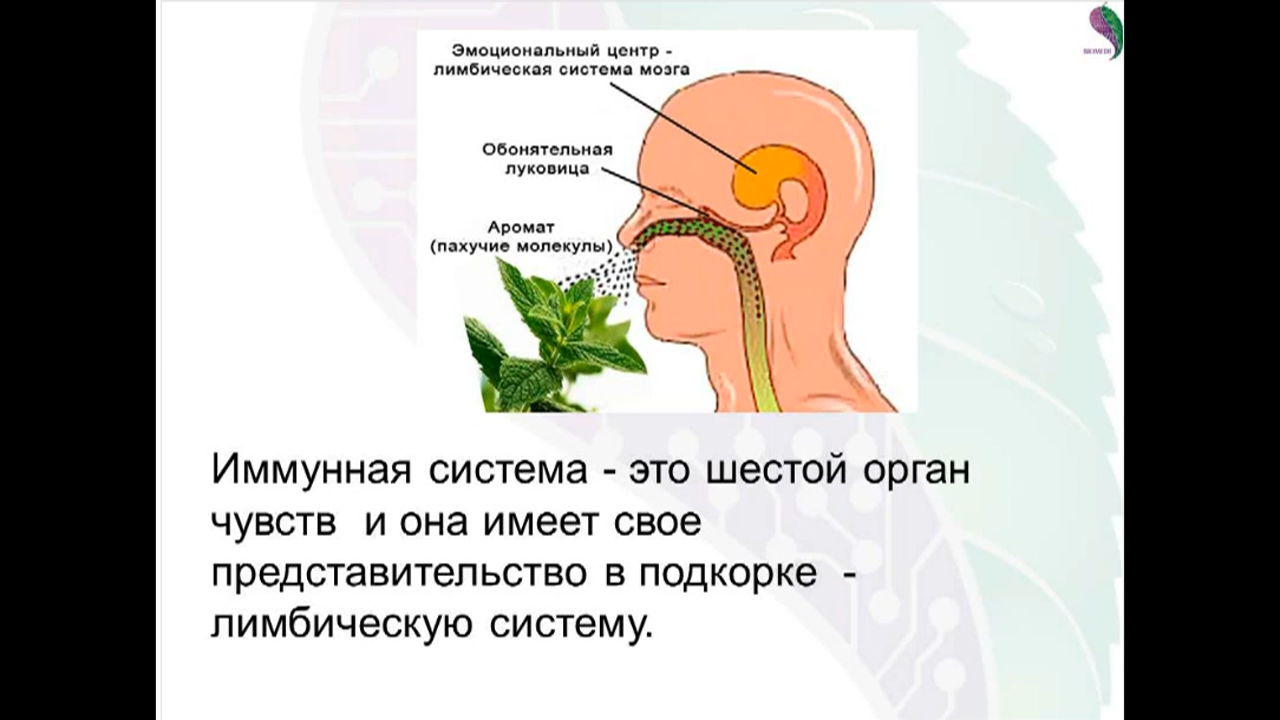 Эмоциональный центр -
лимбическая система мозга
Обонятельная
луковица
Аромат
(пахучие молекулы)
Иммунная система - это шестой орган
чувств  и она имеет свое
представительство в подкорке  -
лимбическую систему.